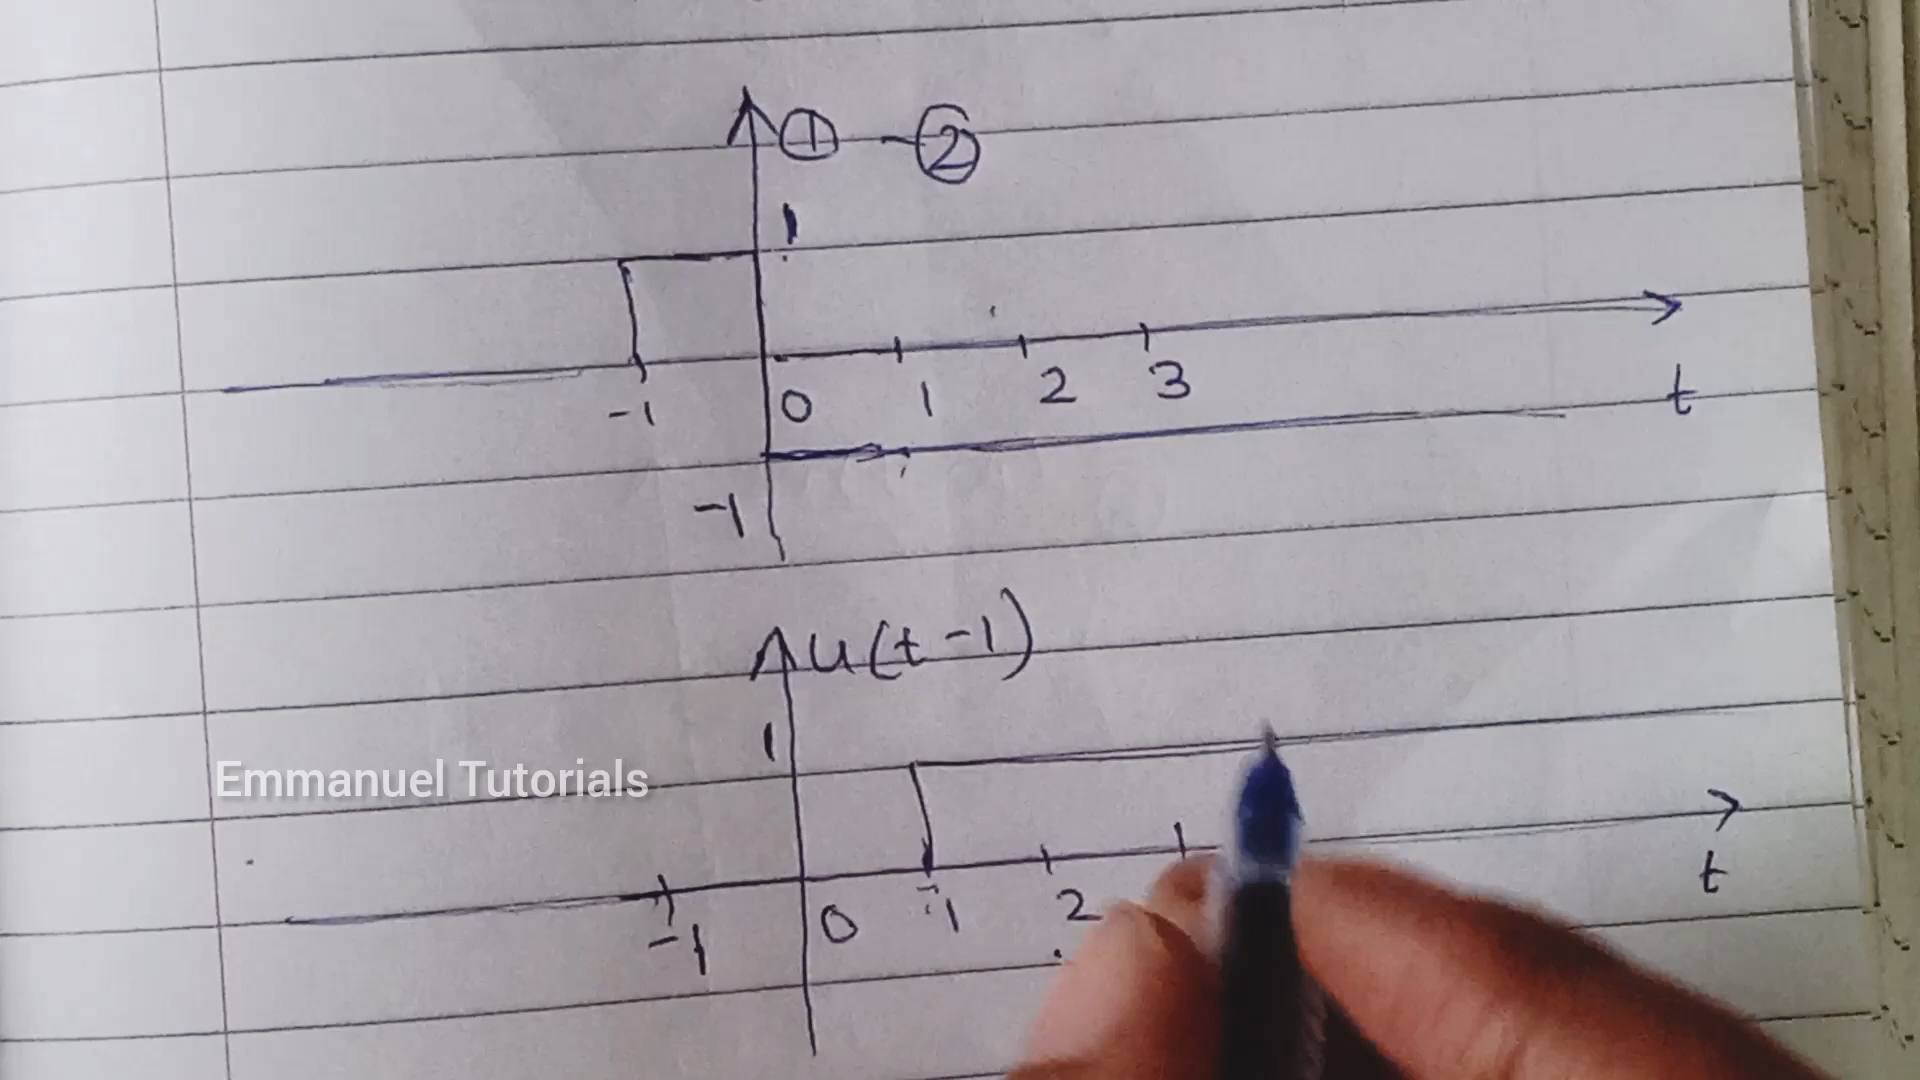 ① - ②
1
-1 0 1 2 3 t
-1
u(t-1)
1
Emmanuel Tutorials
-1 0 1 2 t